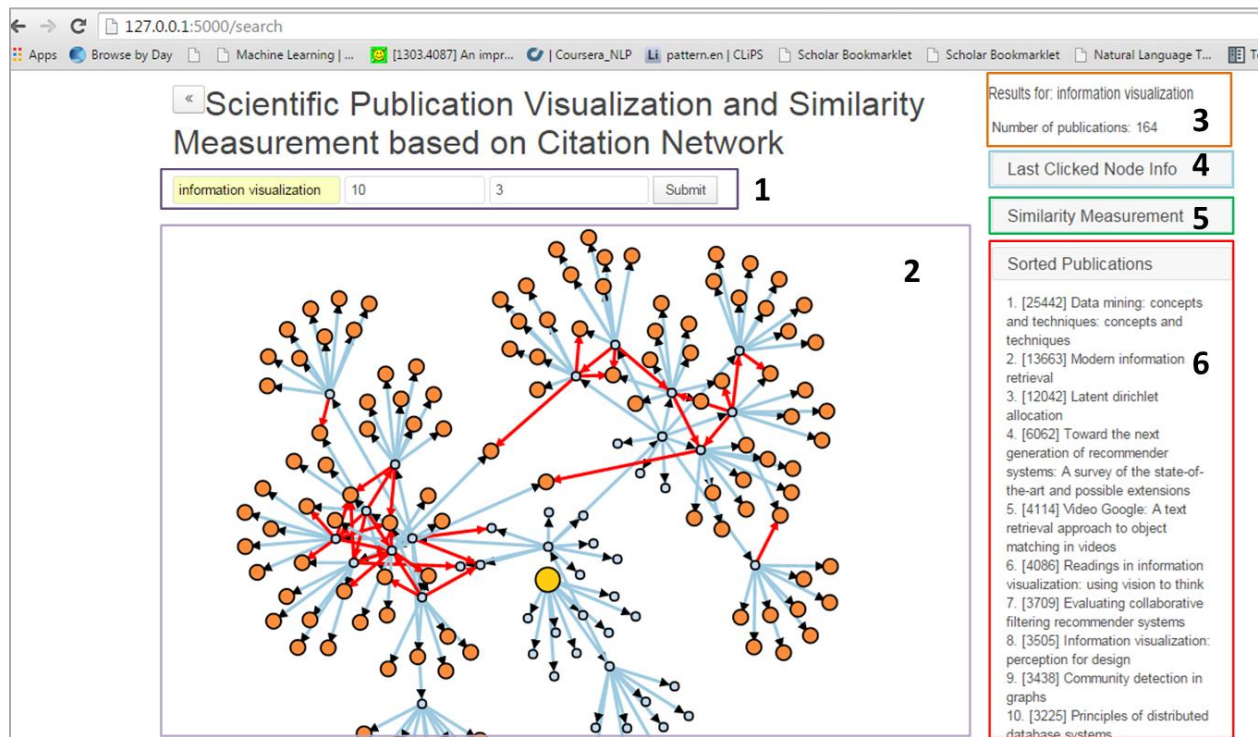 127.0.0.1:5000/search
Apps Browse by Day Machine Learning | ... [1303.4087] An impr... | Coursera_NLP Li pattern.en | CLiPS Scholar Bookmarklet Scholar Bookmarklet Natural Language T...
« Scientific Publication Visualization and Similarity
Measurement based on Citation Network
information visualization 10 3 Submit 1
2
Results for: information visualization
Number of publications: 164 3
Last Clicked Node Info 4
Similarity Measurement 5
Sorted Publications
1. [25442] Data mining: concepts
and techniques: concepts and
techniques
2. [13663] Modern information
retrieval
6
3. [12042] Latent dirichlet
allocation
4. [6062] Toward the next
generation of recommender
systems: A survey of the state-of-
the-art and possible extensions
5. [4114] Video Google: A text
retrieval approach to object
matching in videos
6. [4086] Readings in information
visualization: using vision to think
7. [3709] Evaluating collaborative
filtering recommender systems
8. [3505] Information visualization:
perception for design
9. [3438] Community detection in
graphs
10. [3225] Principles of distributed
database systems